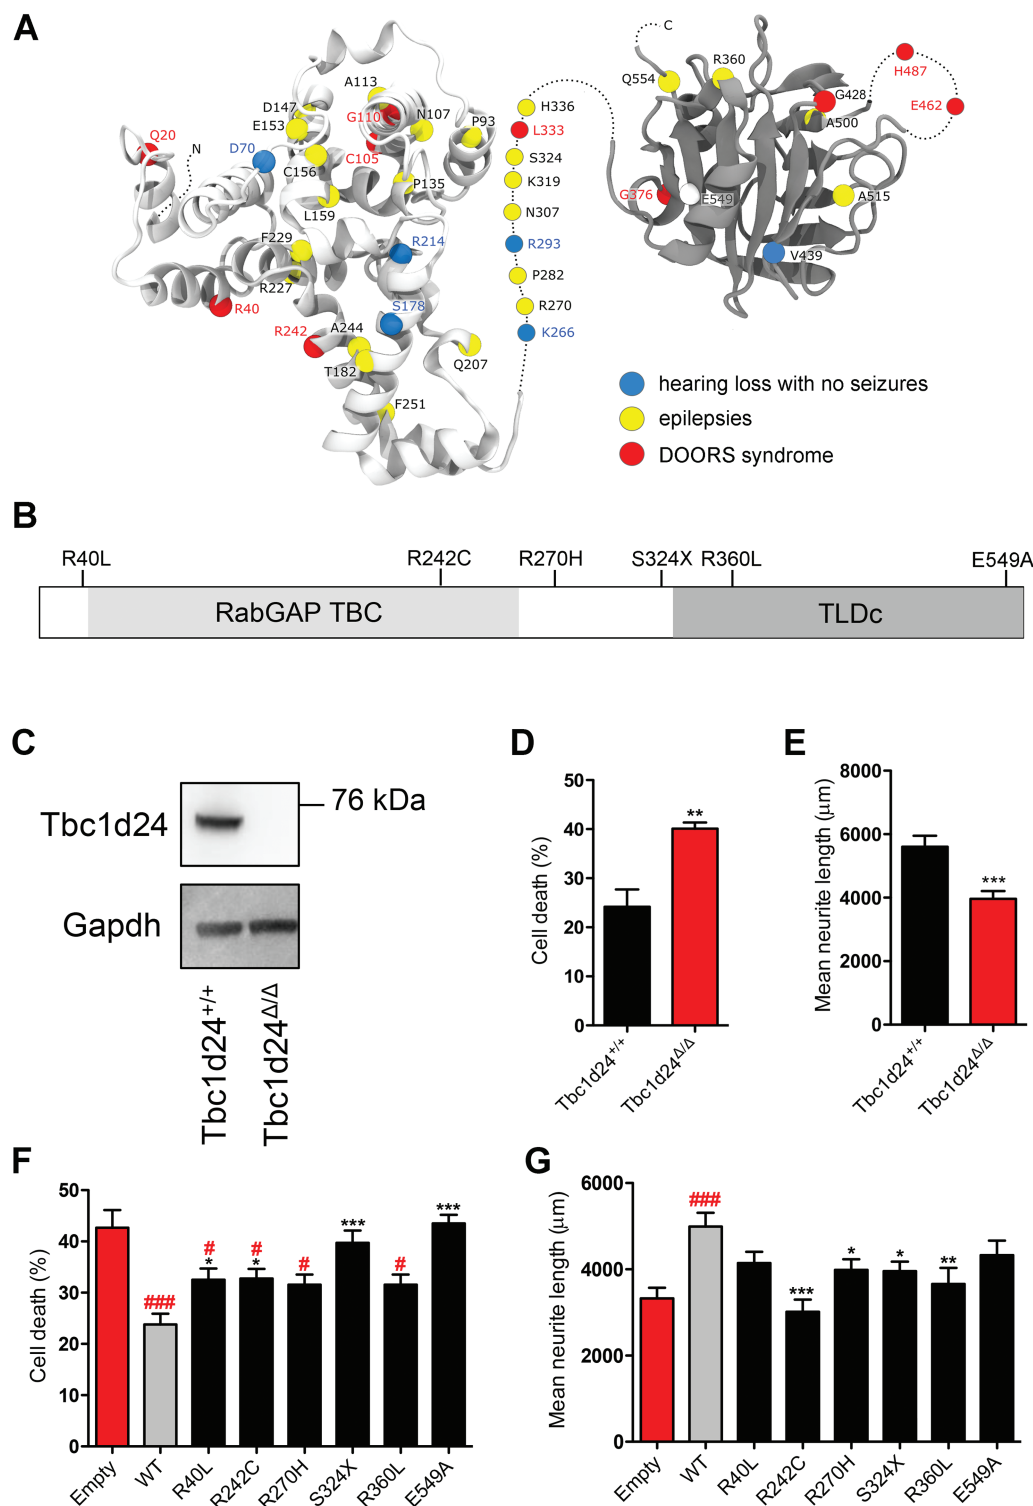 A
C
R360
Q554
H487
A113
G428
D147
G110
N107
H336
E462
E153
P93
L333
A500
Q20
N
D70
C105
S324
C156
P135
K319
G376
E549
A515
L159
N307
F229
R214
R293
V439
R227
P282
R40
S178
R270
R242
A244
K266
T182
Q207
F251
hearing loss with no seizures
epilepsies
DOORS syndrome
B
R40L R242C R270H S324X R360L E549A
RabGAP TBC TLDc
C
Tbc1d24
76 kDa
Gapdh
Tbc1d24+/+
Tbc1d24Δ/Δ
D
Cell death (%)
50
40
30
20
10
0
**
Tbc1d24+/+
Tbc1d24Δ/Δ
E
Mean neurite length (μm)
8000
6000
4000
2000
0
***
Tbc1d24+/+
Tbc1d24Δ/Δ
F
Cell death (%)
50
40
30
20
10
0
###
#
*
#
*
#
***
#
***
Empty
WT
R40L
R242C
R270H
S324X
R360L
E549A
G
Mean neurite length (μm)
6000
4000
2000
0
###
***
*
*
**
Empty
WT
R40L
R242C
R270H
S324X
R360L
E549A